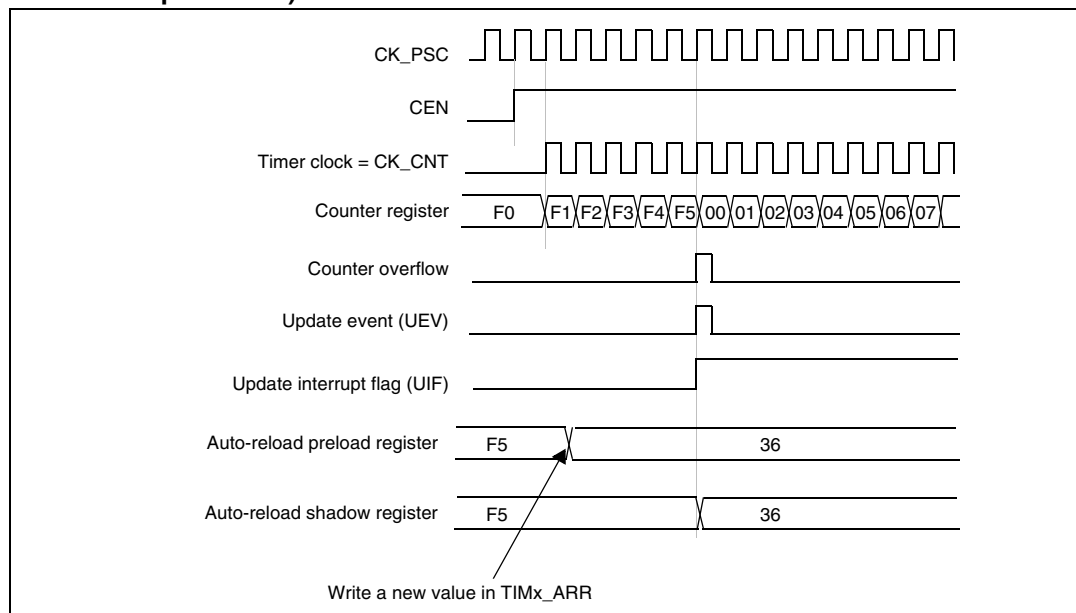 CK_PSC
CEN
Timer clock = CK_CNT
Counter register F0 F1 F2 F3 F4 F5 00 01 02 03 04 05 06 07
Counter overflow
Update event (UEV)
Update interrupt flag (UIF)
Auto-reload preload register F5 36
Auto-reload shadow register F5 36
Write a new value in TIMx_ARR